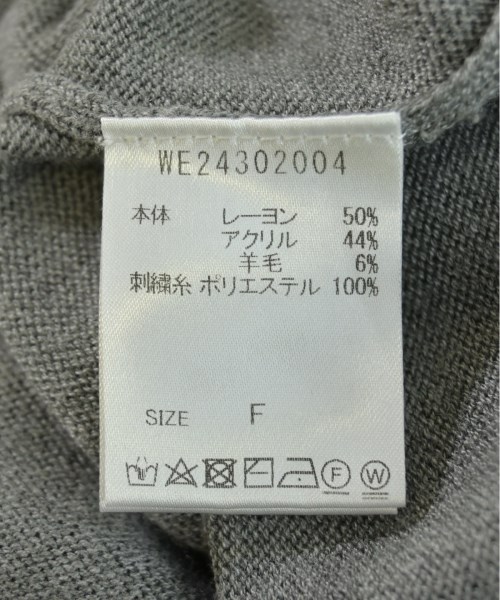 WE24302004
本体 レーヨン 50%
アクリル 44%
羊毛 6%
刺繍糸 ポリエステル 100%
SIZE F
F W